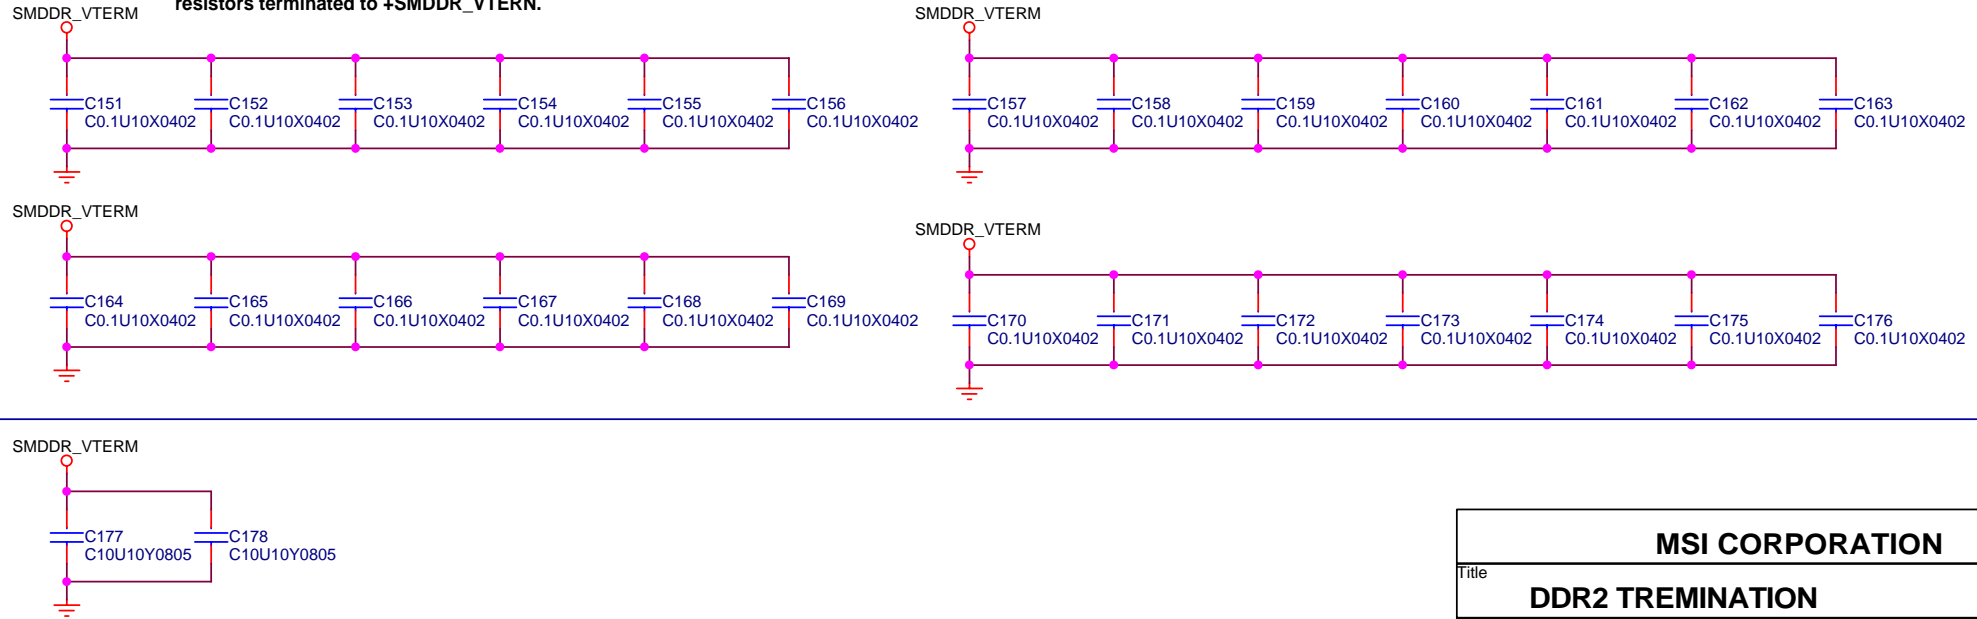 resistors terminated to +SMDDR_VTERN.
SMDDR_VTERM
SMDDR_VTERM
C151 C152 C153 C154 C155 C156 C157 C158 C159 C160 C161 C162 C163
C0.1U10X0402 C0.1U10X0402 C0.1U10X0402 C0.1U10X0402 C0.1U10X0402 C0.1U10X0402 C0.1U10X0402 C0.1U10X0402 C0.1U10X0402 C0.1U10X0402 C0.1U10X0402 C0.1U10X0402 C0.1U10X0402
SMDDR_VTERM
C164 C165 C166 C167 C168 C169
C0.1U10X0402 C0.1U10X0402 C0.1U10X0402 C0.1U10X0402 C0.1U10X0402 C0.1U10X0402
SMDDR_VTERM
C170 C171 C172 C173 C174 C175 C176
C0.1U10X0402 C0.1U10X0402 C0.1U10X0402 C0.1U10X0402 C0.1U10X0402 C0.1U10X0402 C0.1U10X0402
SMDDR_VTERM
C177 C178
C10U10Y0805 C10U10Y0805
MSI CORPORATION
Title
DDR2 TREMINATION